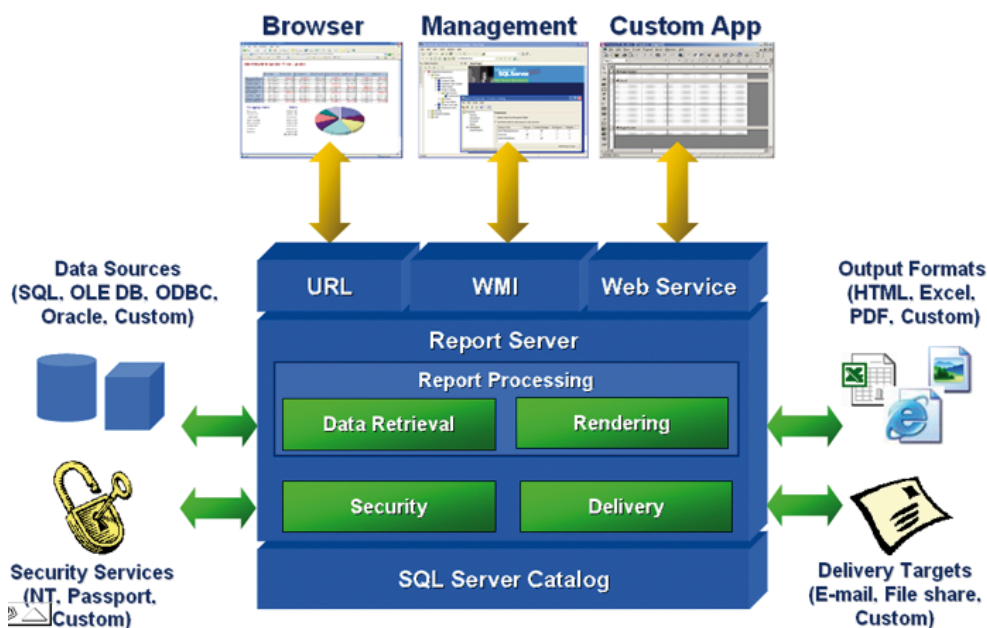 Browser
Management
Custom App
SQL Server
URL
WMI
Web Service
Data Sources
(SQL, OLE DB, ODBC,
Oracle, Custom)
Output Formats
(HTML, Excel,
PDF, Custom)
Report Server
Report Processing
Data Retrieval
Rendering
Security
Delivery
SQL Server Catalog
Security Services
(NT, Passport,
Custom)
Delivery Targets
(E-mail, File share,
Custom)